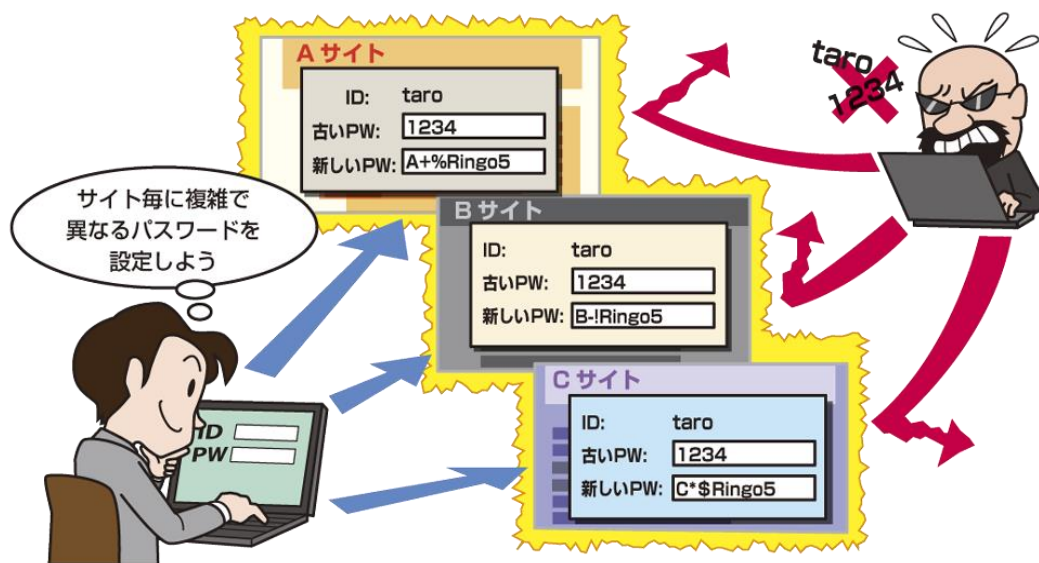 Aサイト
ID: taro
古いPW: 1234
新しいPW: A+%Ringo5
taro
1234
サイト毎に複雑で
異なるパスワードを
設定しよう
Bサイト
ID: taro
古いPW: 1234
新しいPW: B-!Ringo5
Cサイト
ID: taro
古いPW: 1234
新しいPW: C*$Ringo5
ID
PW